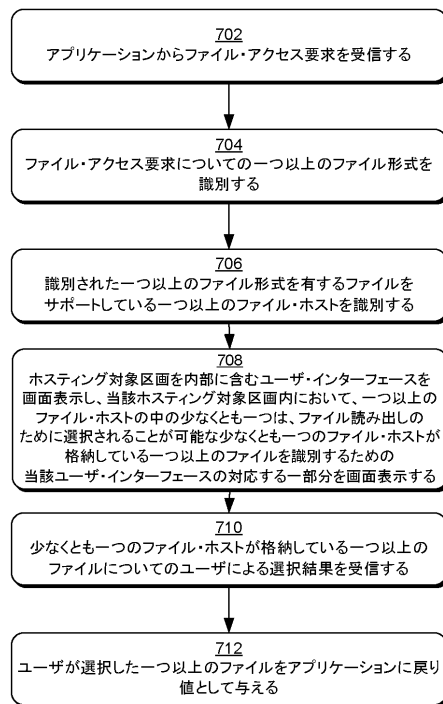 702
アプリケーションからファイル・アクセス要求を受信する
704
ファイル・アクセス要求についての一つ以上のファイル形式を
識別する
706
識別された一つ以上のファイル形式を有するファイルを
サポートしている一つ以上のファイル・ホストを識別する
708
ホスティング対象区画を内部に含むユーザ・インターフェースを
画面表示し、当該ホスティング対象区画内において、一つ以上の
ファイル・ホストの中の少なくとも一つは、ファイル読み出しの
ために選択されることが可能な少なくとも一つのファイル・ホストが
格納している一つ以上のファイルを識別するための
当該ユーザ・インターフェースの対応する一部分を画面表示する
710
少なくとも一つのファイル・ホストが格納している一つ以上の
ファイルについてのユーザによる選択結果を受信する
712
ユーザが選択した一つ以上のファイルをアプリケーションに戻り
値として与える